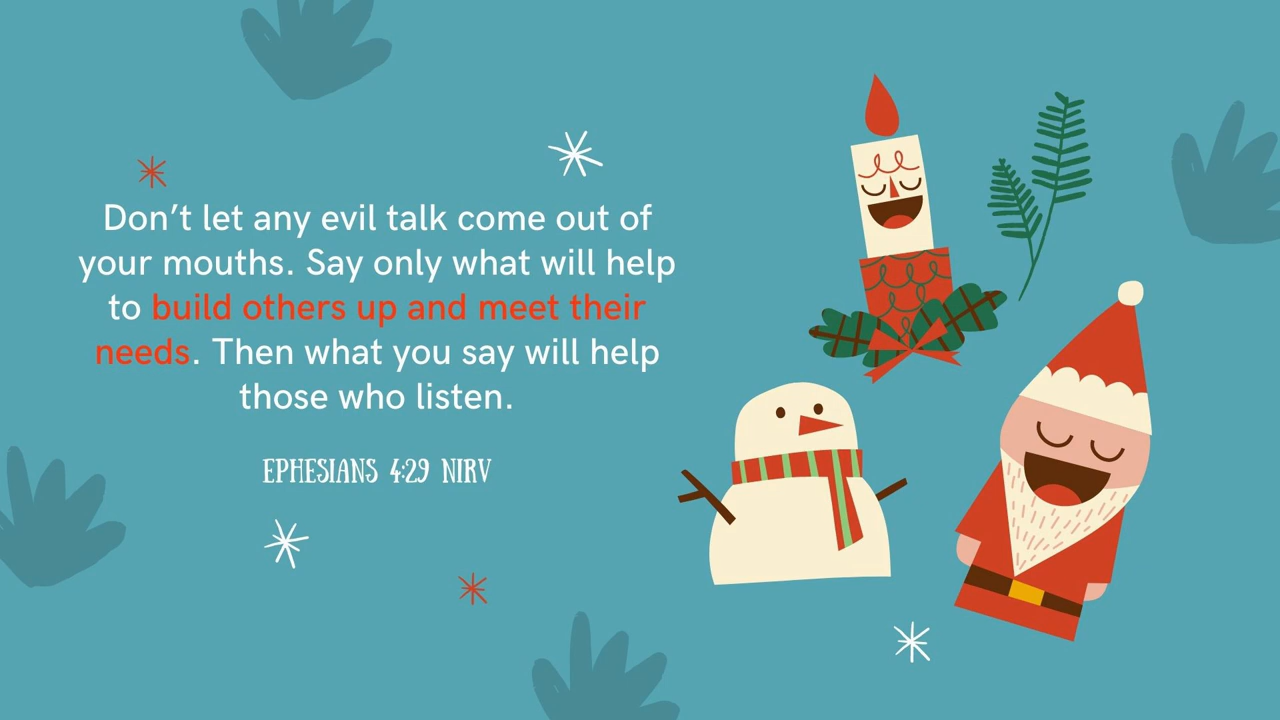 Don’t let any evil talk come out of
your mouths. Say only what will help
to build others up and meet their
needs. Then what you say will help
those who listen.
EPHESIANS 4:29 NIRV